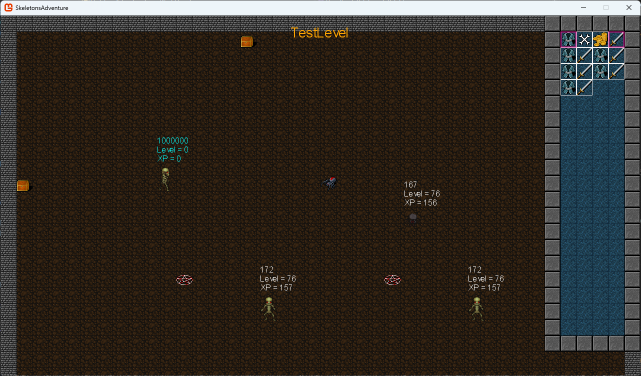 SkeletonsAdventure
TestLevel
1000000
Level = 0
XP = 0
167
Level = 76
XP = 156
172
Level = 76
XP = 157
172
Level = 76
XP = 157